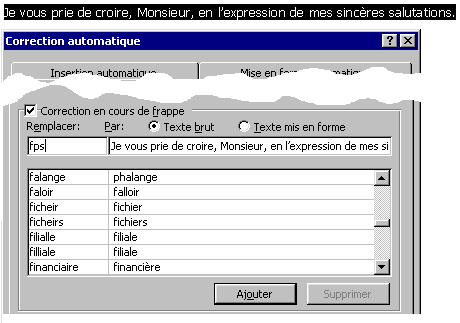 Je vous prie de croire, Monsieur, en l'expression de mes sincères salutations.
Correction automatique
Insertion automatique Mise en forme automatique
Correction en cours de frappe
Remplacer: Par: Texte brut Texte mis en forme
fps Je vous prie de croire, Monsieur, en l'expression de mes si
falange phalange
faloir falloir
ficheir fichier
ficheirs fichiers
filialle filiale
filliale filiale
financiaire financière
Ajouter Supprimer